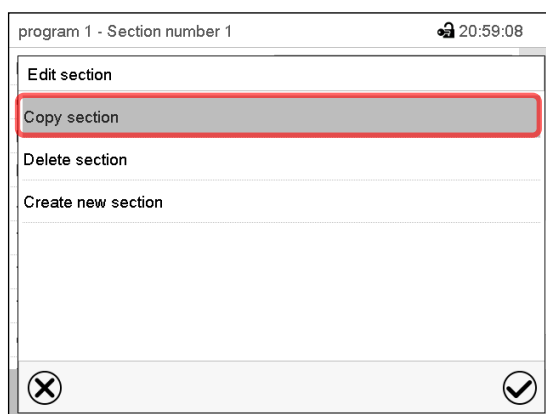 program 1 - Section number 1 20:59:08
Edit section
Copy section
Delete section
Create new section